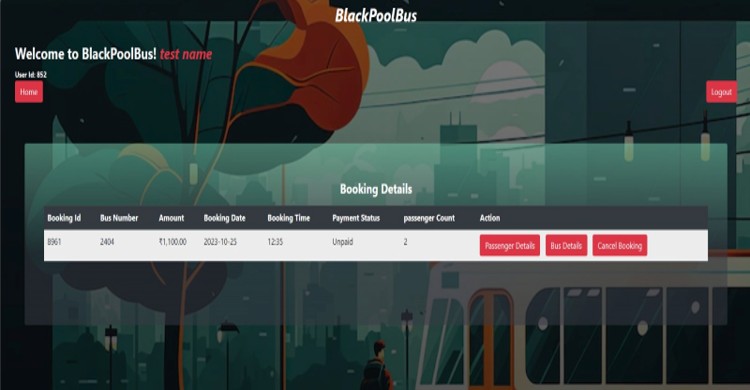 BlackPoolBus
Welcome to BlackPoolBus! test name
User Id: 852
Home Logout
Booking Details
Booking Id Bus Number Amount Booking Date Booking Time Payment Status passenger Count Action
8961 2404 ₹1,100.00 2023-10-25 12:35 Unpaid 2 Passenger Details Bus Details Cancel Booking